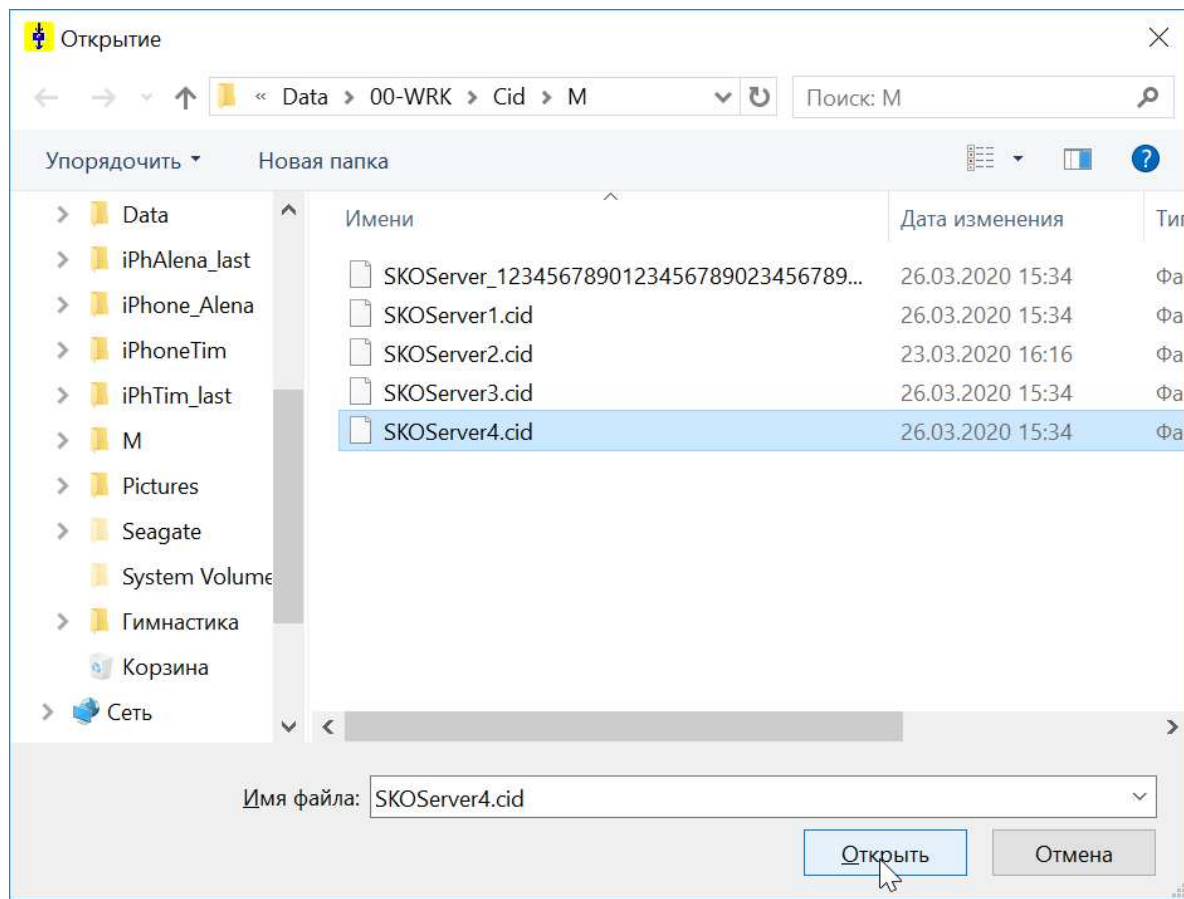 Открытие
« Data > 00-WRK > Cid > M
Поиск: M
Упорядочить
Новая папка
?
Data
iPhAlena_last
iPhone_Alena
iPhoneTim
iPhTim_last
M
Pictures
Seagate
System Volume
Гимнастика
Корзина
Сеть
Имени Дата изменения Тип
SKOServer_1234567890123456789023456789... 26.03.2020 15:34 Фа
SKOServer1.cid 26.03.2020 15:34 Фа
SKOServer2.cid 23.03.2020 16:16 Фа
SKOServer3.cid 26.03.2020 15:34 Фа
SKOServer4.cid 26.03.2020 15:34 Фа
Имя файла: SKOServer4.cid
Открыть Отмена